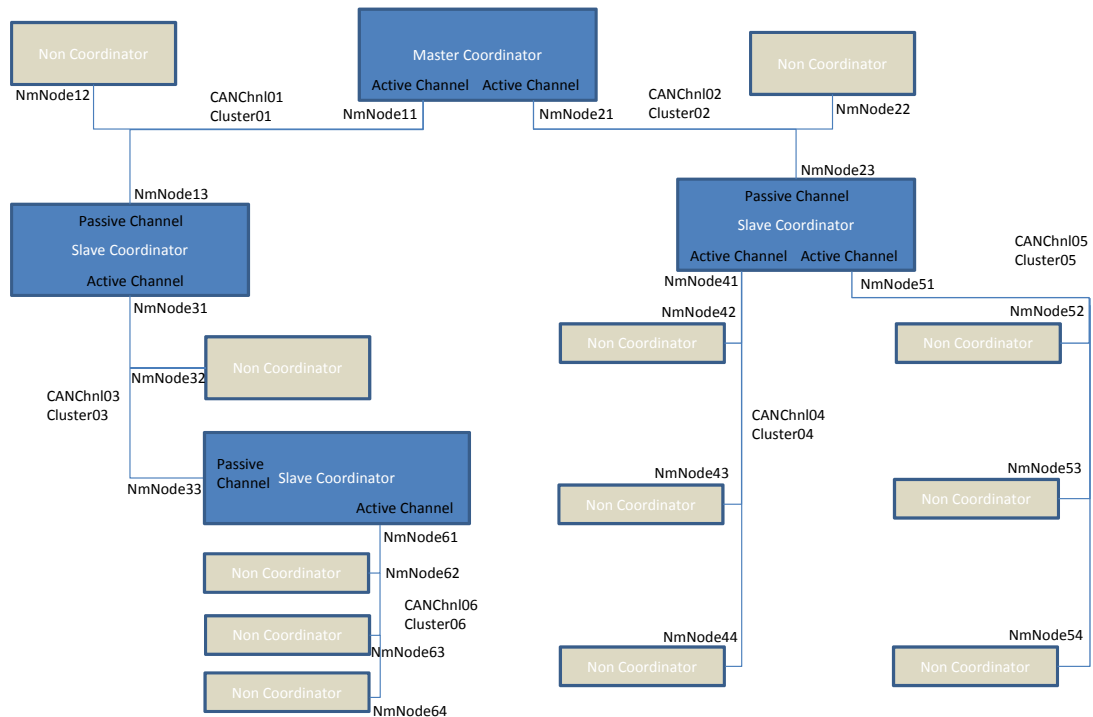 Non Coordinator
Master Coordinator
Active Channel Active Channel
Non Coordinator
NmNode12
CANChnl01
Cluster01
NmNode11
NmNode21
CANChnl02
Cluster02
NmNode22
NmNode13
NmNode23
Passive Channel
Slave Coordinator
Active Channel
Passive Channel
Slave Coordinator
Active Channel Active Channel
CANChnl05
Cluster05
NmNode31
NmNode41
NmNode51
NmNode42
NmNode52
Non Coordinator
Non Coordinator
NmNode32
Non Coordinator
CANChnl03
Cluster03
CANChnl04
Cluster04
Passive
Channel
Slave Coordinator
Active Channel
NmNode33
NmNode43
NmNode53
Non Coordinator
Non Coordinator
NmNode61
Non Coordinator
NmNode62
CANChnl06
Cluster06
Non Coordinator
NmNode63
NmNode44
NmNode54
Non Coordinator
Non Coordinator
Non Coordinator
NmNode64